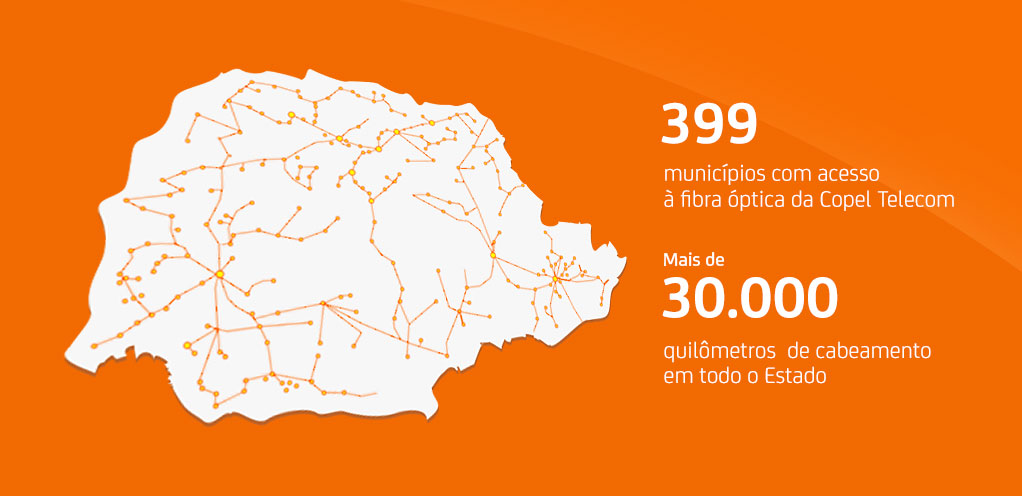 399
municípios com acesso
à fibra óptica da Copel Telecom
Mais de
30.000
quilômetros de cabeamento
em todo o Estado